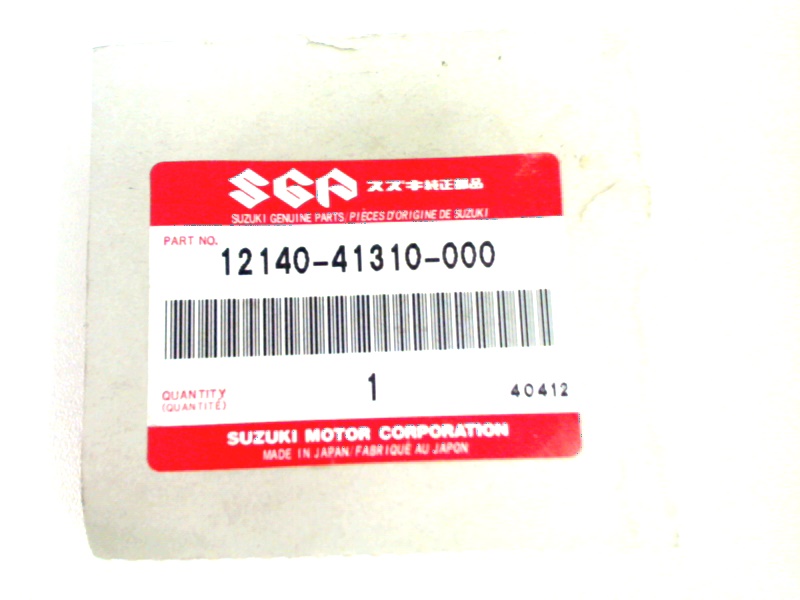 SGP スズキ純正部品
SUZUKI GENUINE PARTS/PIÈCES D'ORIGINE DE SUZUKI
PART NO.
12140-41310-000
QUANTITY 1 40412
(QUANTITÉ)
SUZUKI MOTOR CORPORATION
MADE IN JAPAN/FABRIQUÉ AU JAPON